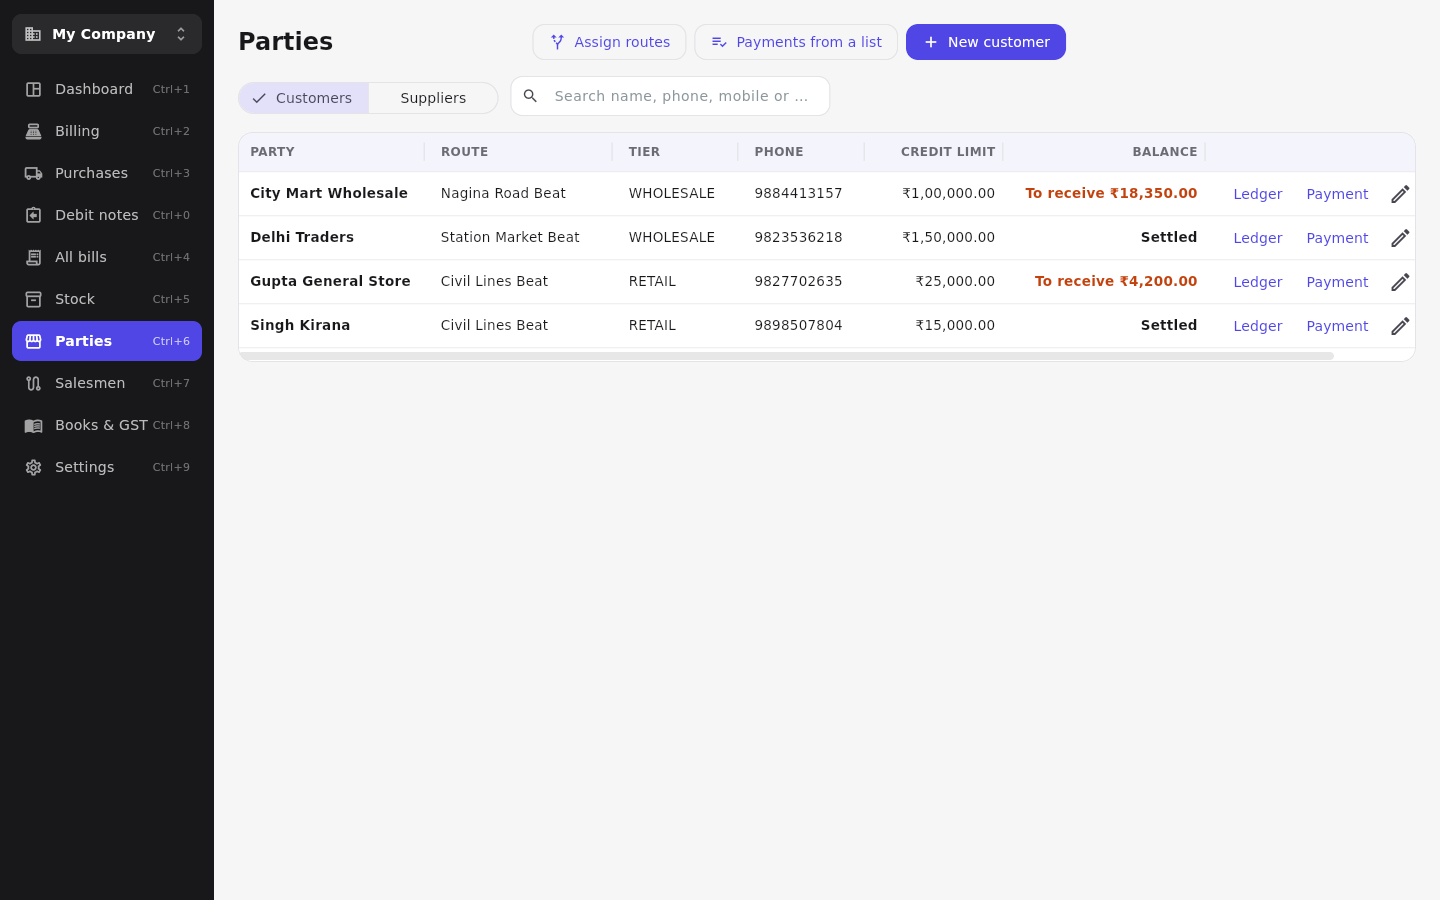 My Company
Dashboard Ctrl+1
Billing Ctrl+2
Purchases Ctrl+3
Debit notes Ctrl+0
All bills Ctrl+4
Stock Ctrl+5
Parties Ctrl+6
Salesmen Ctrl+7
Books & GST Ctrl+8
Settings Ctrl+9
Parties Assign routes Payments from a list New customer
Customers Suppliers Search name, phone, mobile or ...
PARTY ROUTE TIER PHONE CREDIT LIMIT BALANCE
City Mart Wholesale Nagina Road Beat WHOLESALE 9884413157 ₹1,00,000.00 To receive ₹18,350.00 Ledger Payment
Delhi Traders Station Market Beat WHOLESALE 9823536218 ₹1,50,000.00 Settled Ledger Payment
Gupta General Store Civil Lines Beat RETAIL 9827702635 ₹25,000.00 To receive ₹4,200.00 Ledger Payment
Singh Kirana Civil Lines Beat RETAIL 9898507804 ₹15,000.00 Settled Ledger Payment